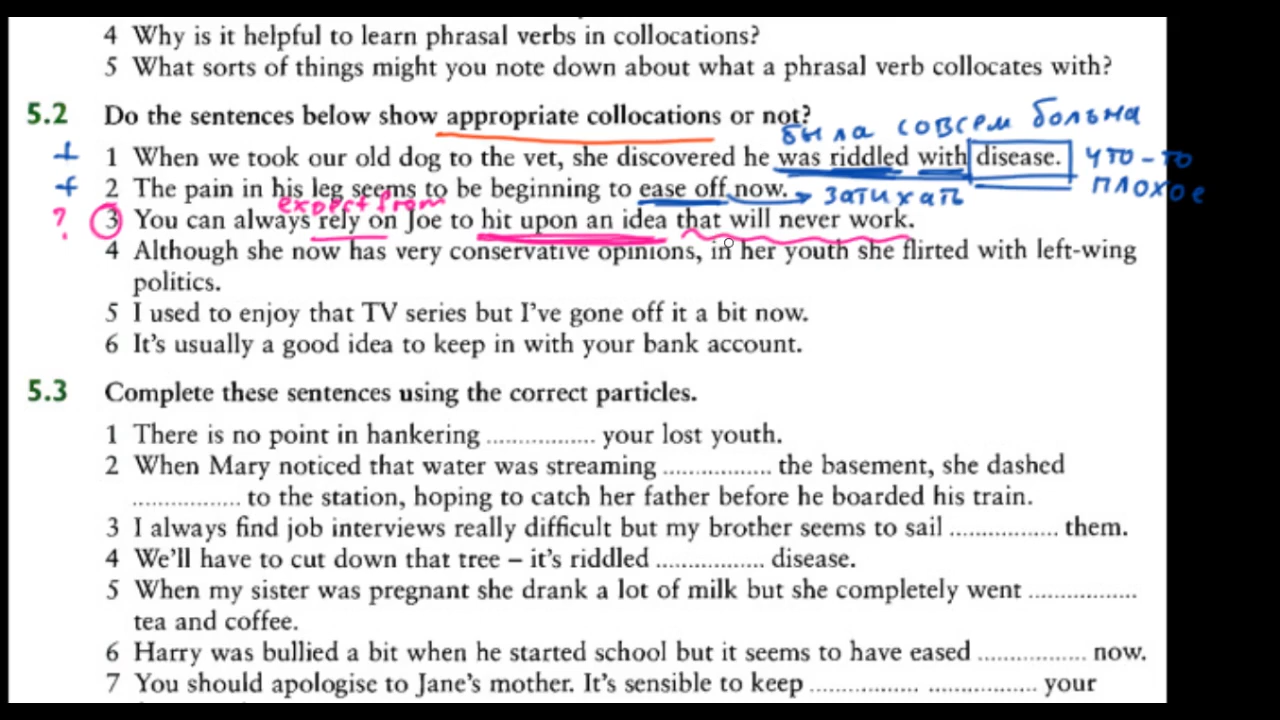 4 Why is it helpful to learn phrasal verbs in collocations?
5 What sorts of things might you note down about what a phrasal verb collocates with?
5.2 Do the sentences below show appropriate collocations or not?
была совсем больна
+ 1 When we took our old dog to the vet, she discovered he was riddled with disease. что-то
плохое
+ 2 The pain in his leg seems to be beginning to ease off now. затихать
expect from
? 3 You can always rely on Joe to hit upon an idea that will never work.
4 Although she now has very conservative opinions, in her youth she flirted with left-wing
politics.
5 I used to enjoy that TV series but I've gone off it a bit now.
6 It's usually a good idea to keep in with your bank account.
5.3 Complete these sentences using the correct particles.
1 There is no point in hankering ................. your lost youth.
2 When Mary noticed that water was streaming ................. the basement, she dashed
................. to the station, hoping to catch her father before he boarded his train.
3 I always find job interviews really difficult but my brother seems to sail ................. them.
4 We'll have to cut down that tree – it's riddled ................. disease.
5 When my sister was pregnant she drank a lot of milk but she completely went .................
tea and coffee.
6 Harry was bullied a bit when he started school but it seems to have eased ................. now.
7 You should apologise to Jane's mother. It's sensible to keep ................. ................. your